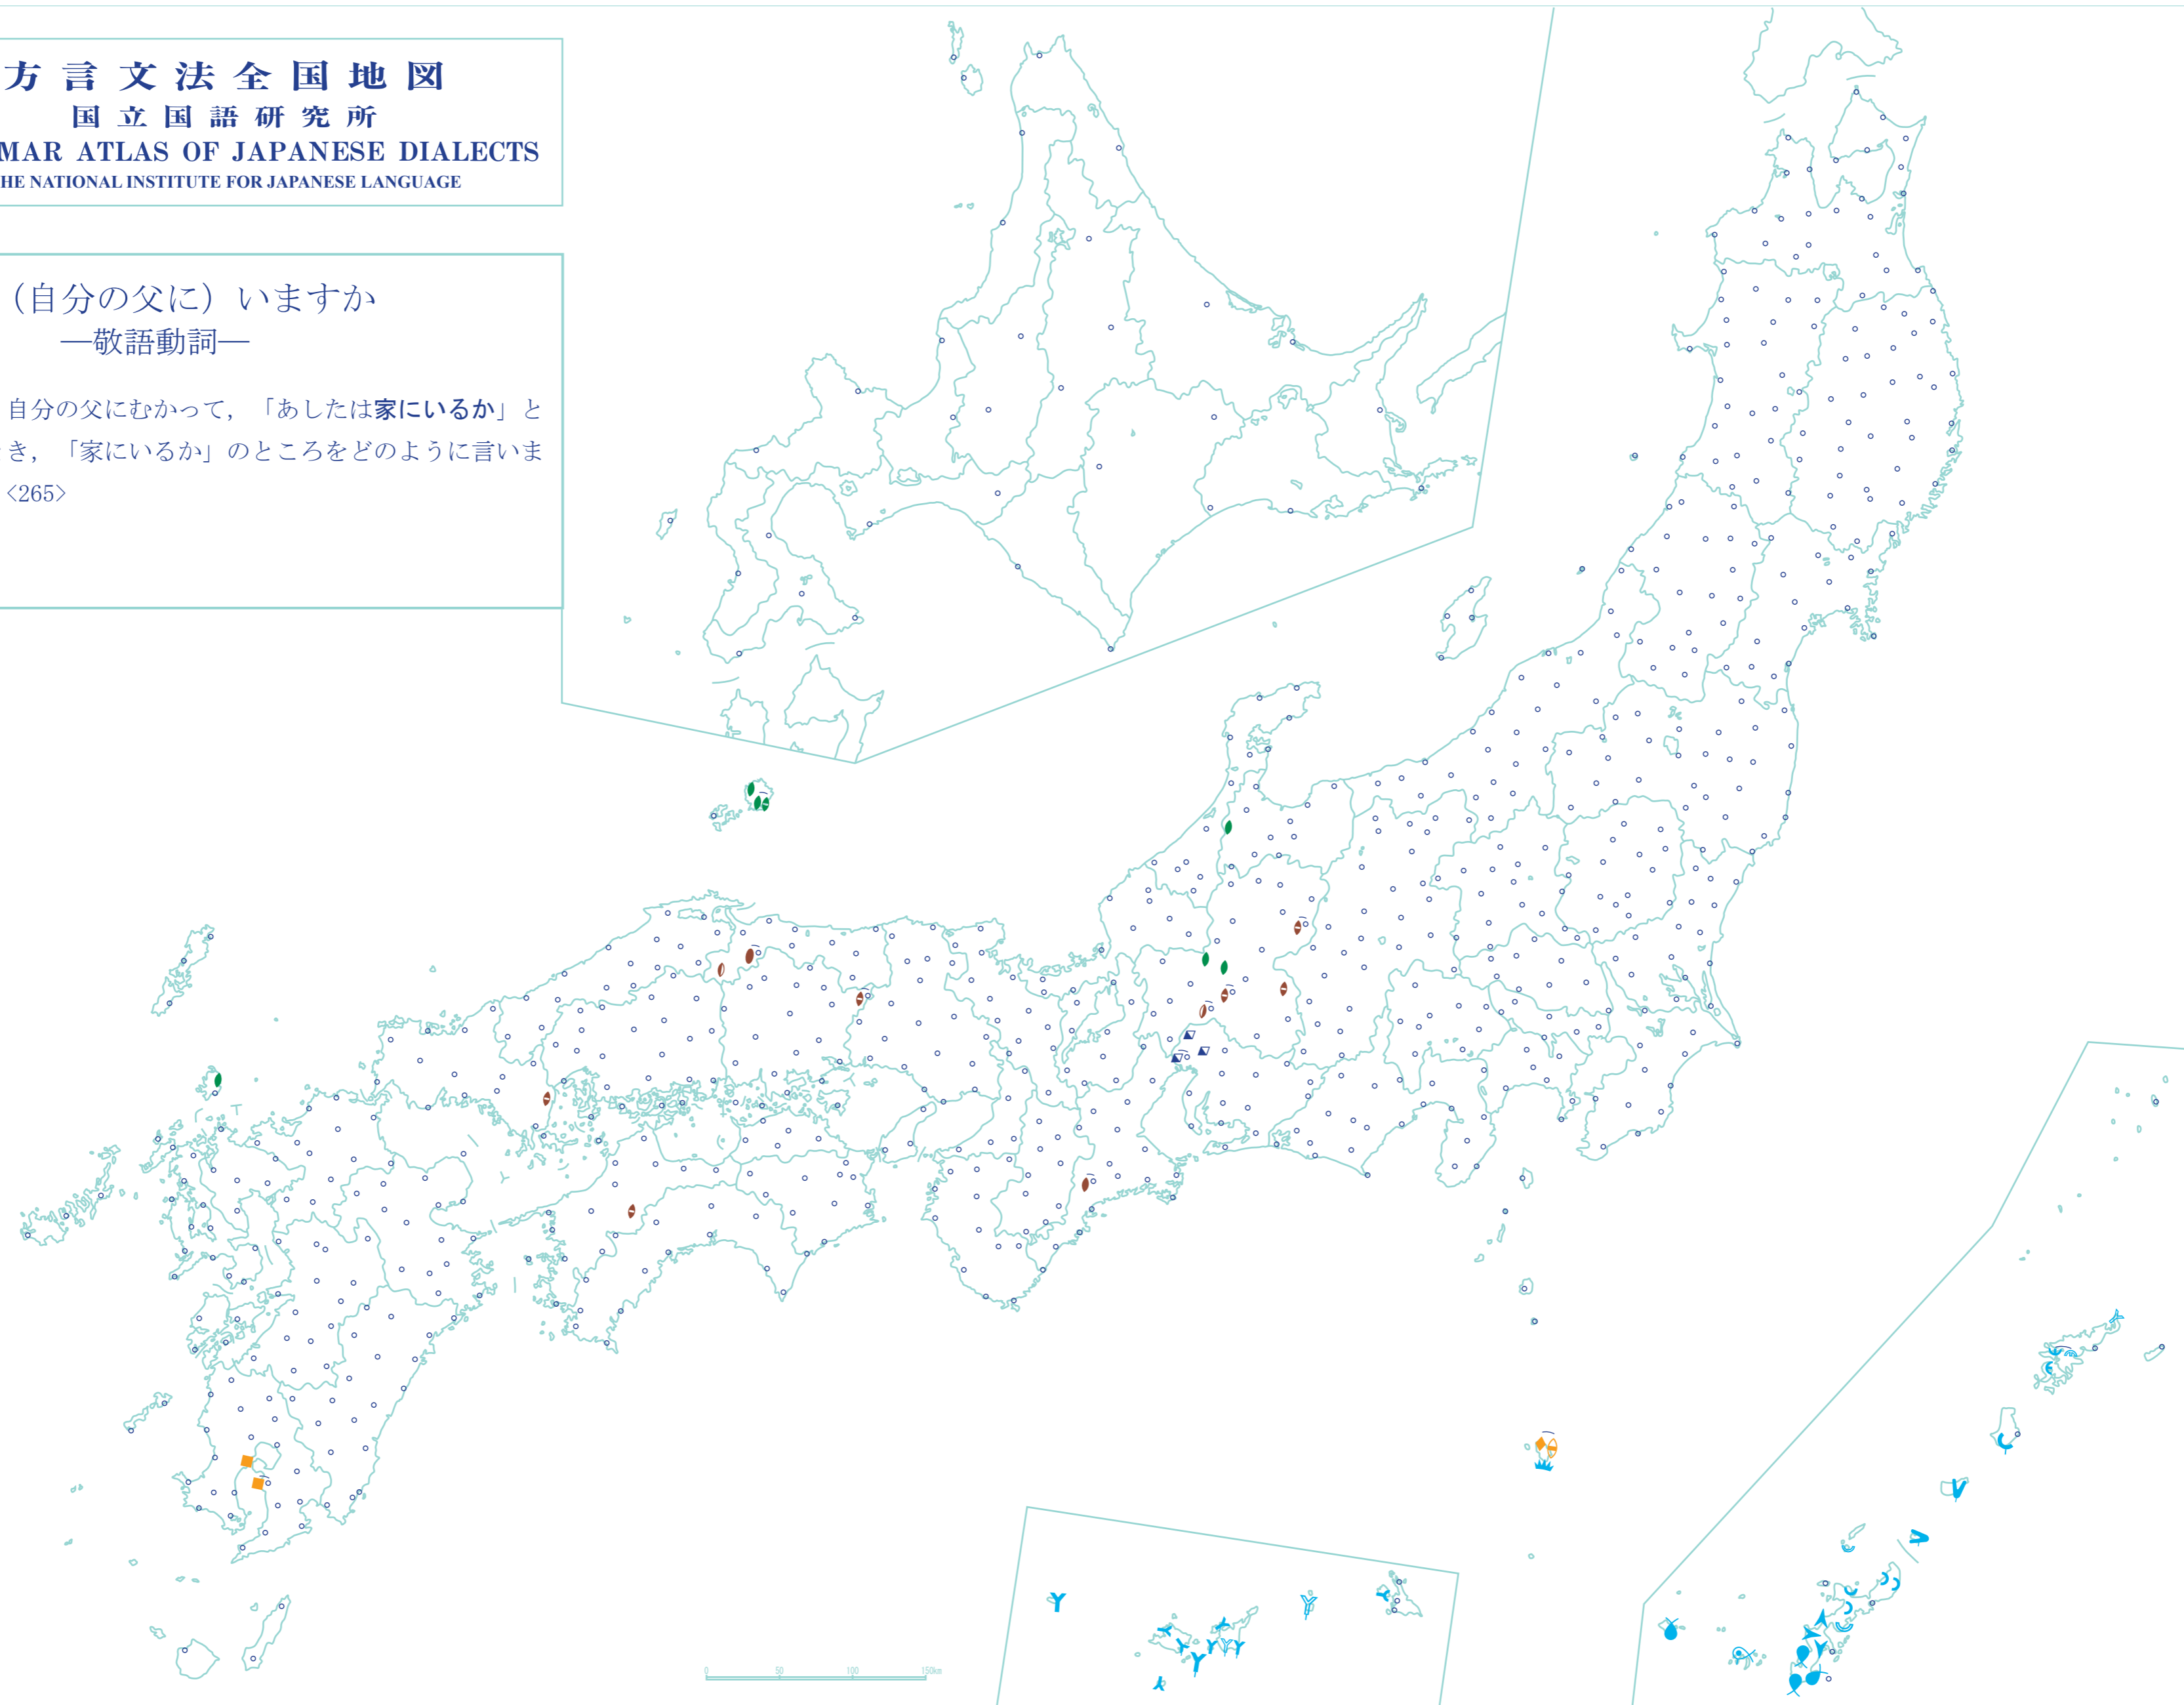 方言文法全国地図
国立国語研究所
MAR ATLAS OF JAPANESE DIALECTS
HE NATIONAL INSTITUTE FOR JAPANESE LANGUAGE
（自分の父に）いますか
―敬語動詞―
自分の父にむかって，「あしたは家にいるか」と
き，「家にいるか」のところをどのように言いま
<265>
0 50 100 150km